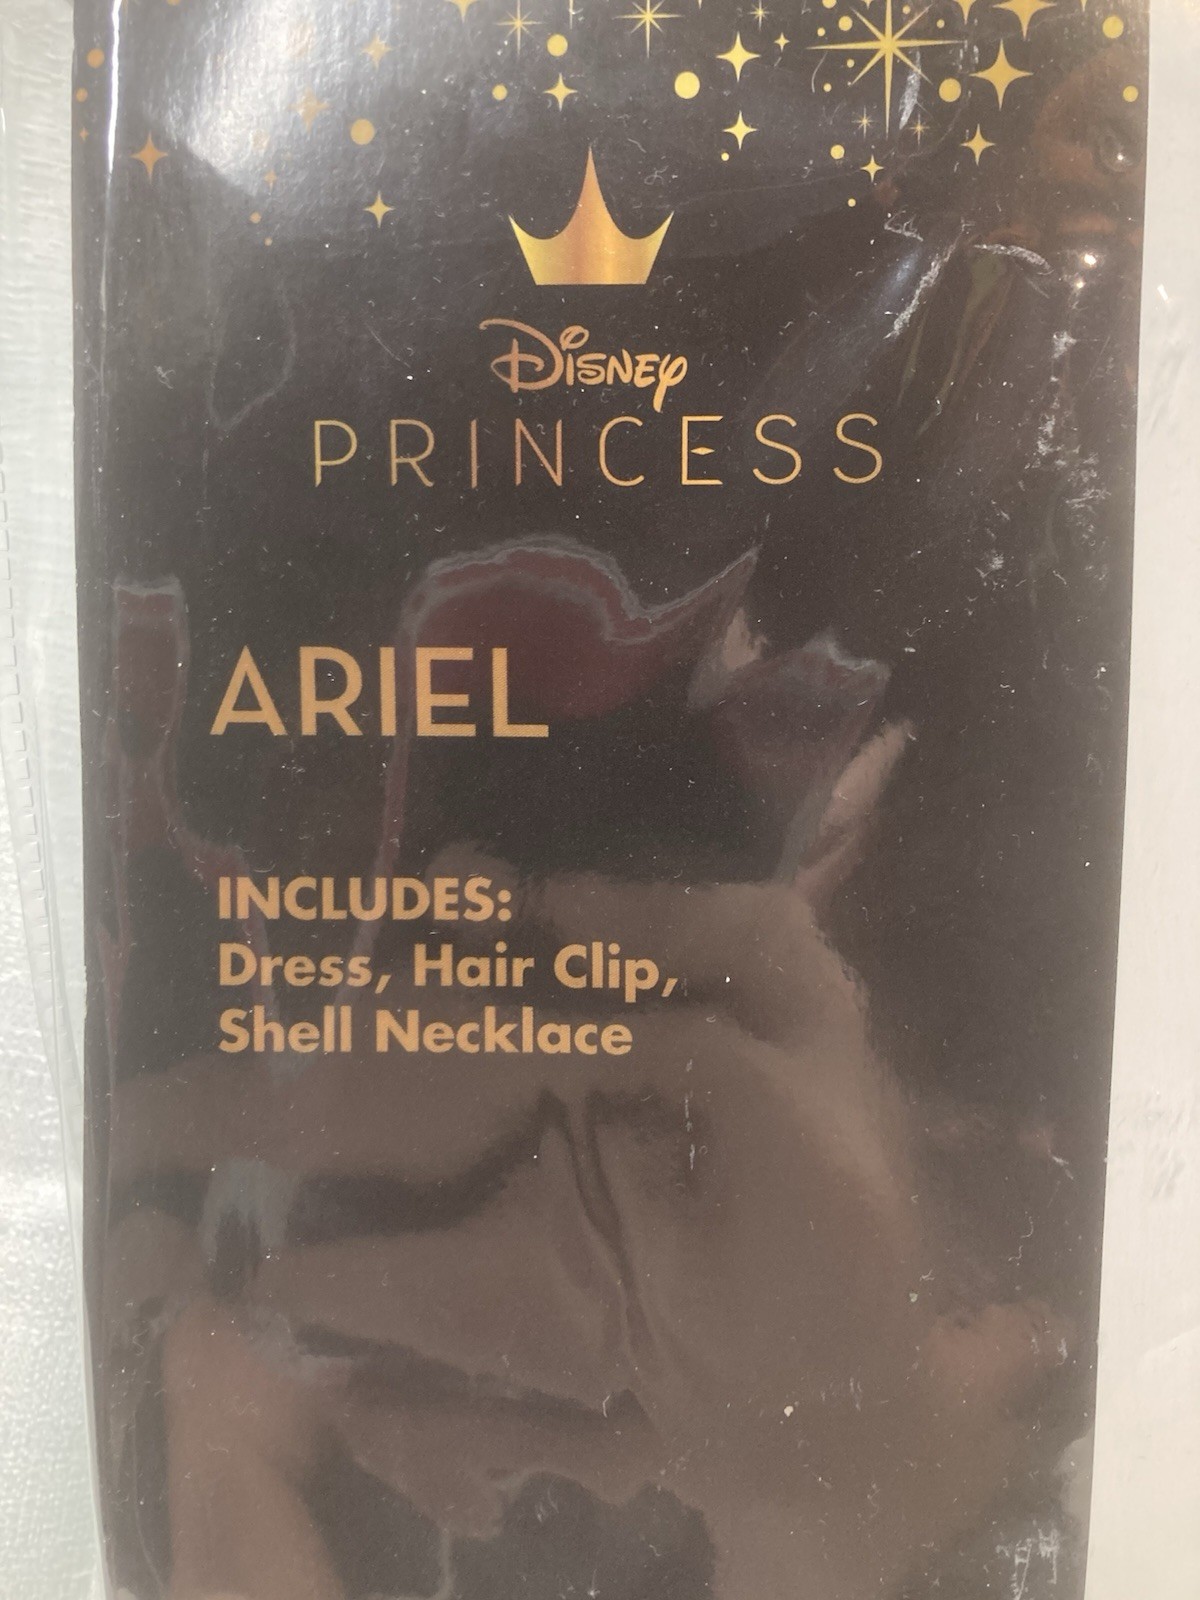 Disney
PRINCESS
ARIEL
INCLUDES:
Dress, Hair Clip,
Shell Necklace